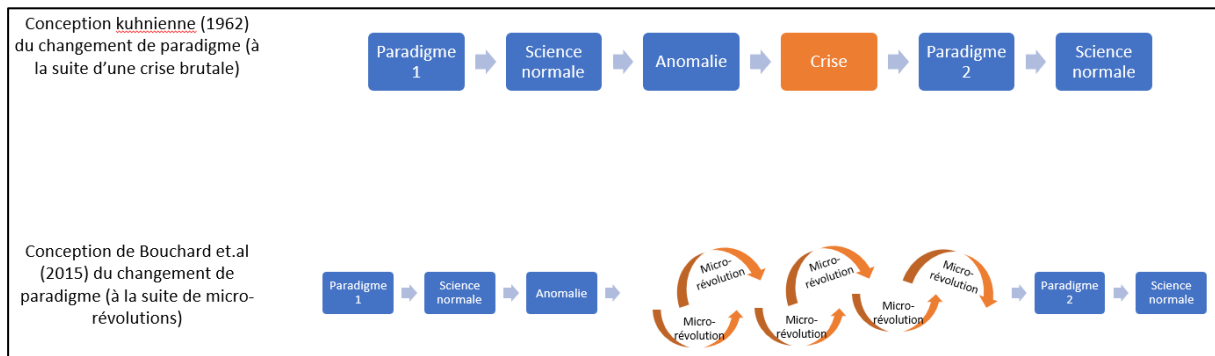 Conception kuhnienne (1962)
du changement de paradigme (à
la suite d'une crise brutale)
Paradigme
1
Science
normale
Anomalie
Crise
Paradigme
2
Science
normale
Conception de Bouchard et.al
(2015) du changement de
paradigme (à la suite de micro-
révolutions)
Paradigme
1
Science
normale
Anomalie
Micro-
révolution
Micro-
révolution
Micro-
révolution
Micro-
révolution
Micro-
révolution
Micro-
révolution
Paradigme
2
Science
normale